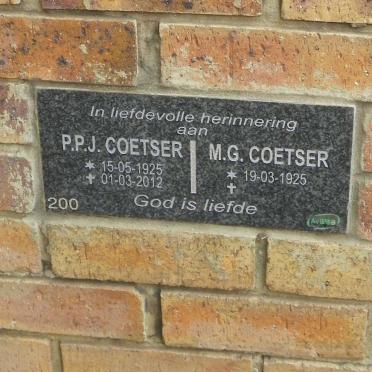 In liefdevolle herinnering
aan
P.P.J. COETSER
* 15-05-1925
✝ 01-03-2012
M.G. COETSER
* 19-03-1925
✝
200
God is liefde